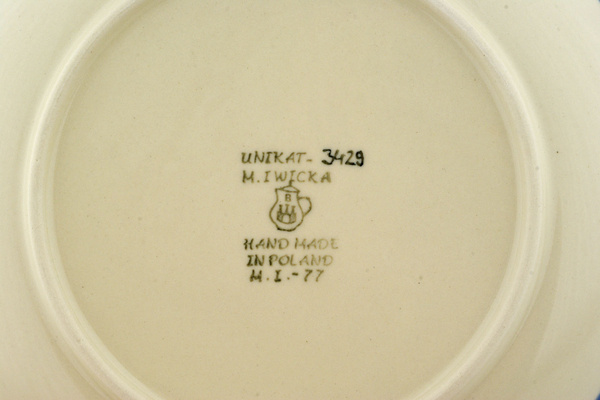 UNIKAT- 3429
M. IWICKA
B
HAND MADE
IN POLAND
M. I. - 77